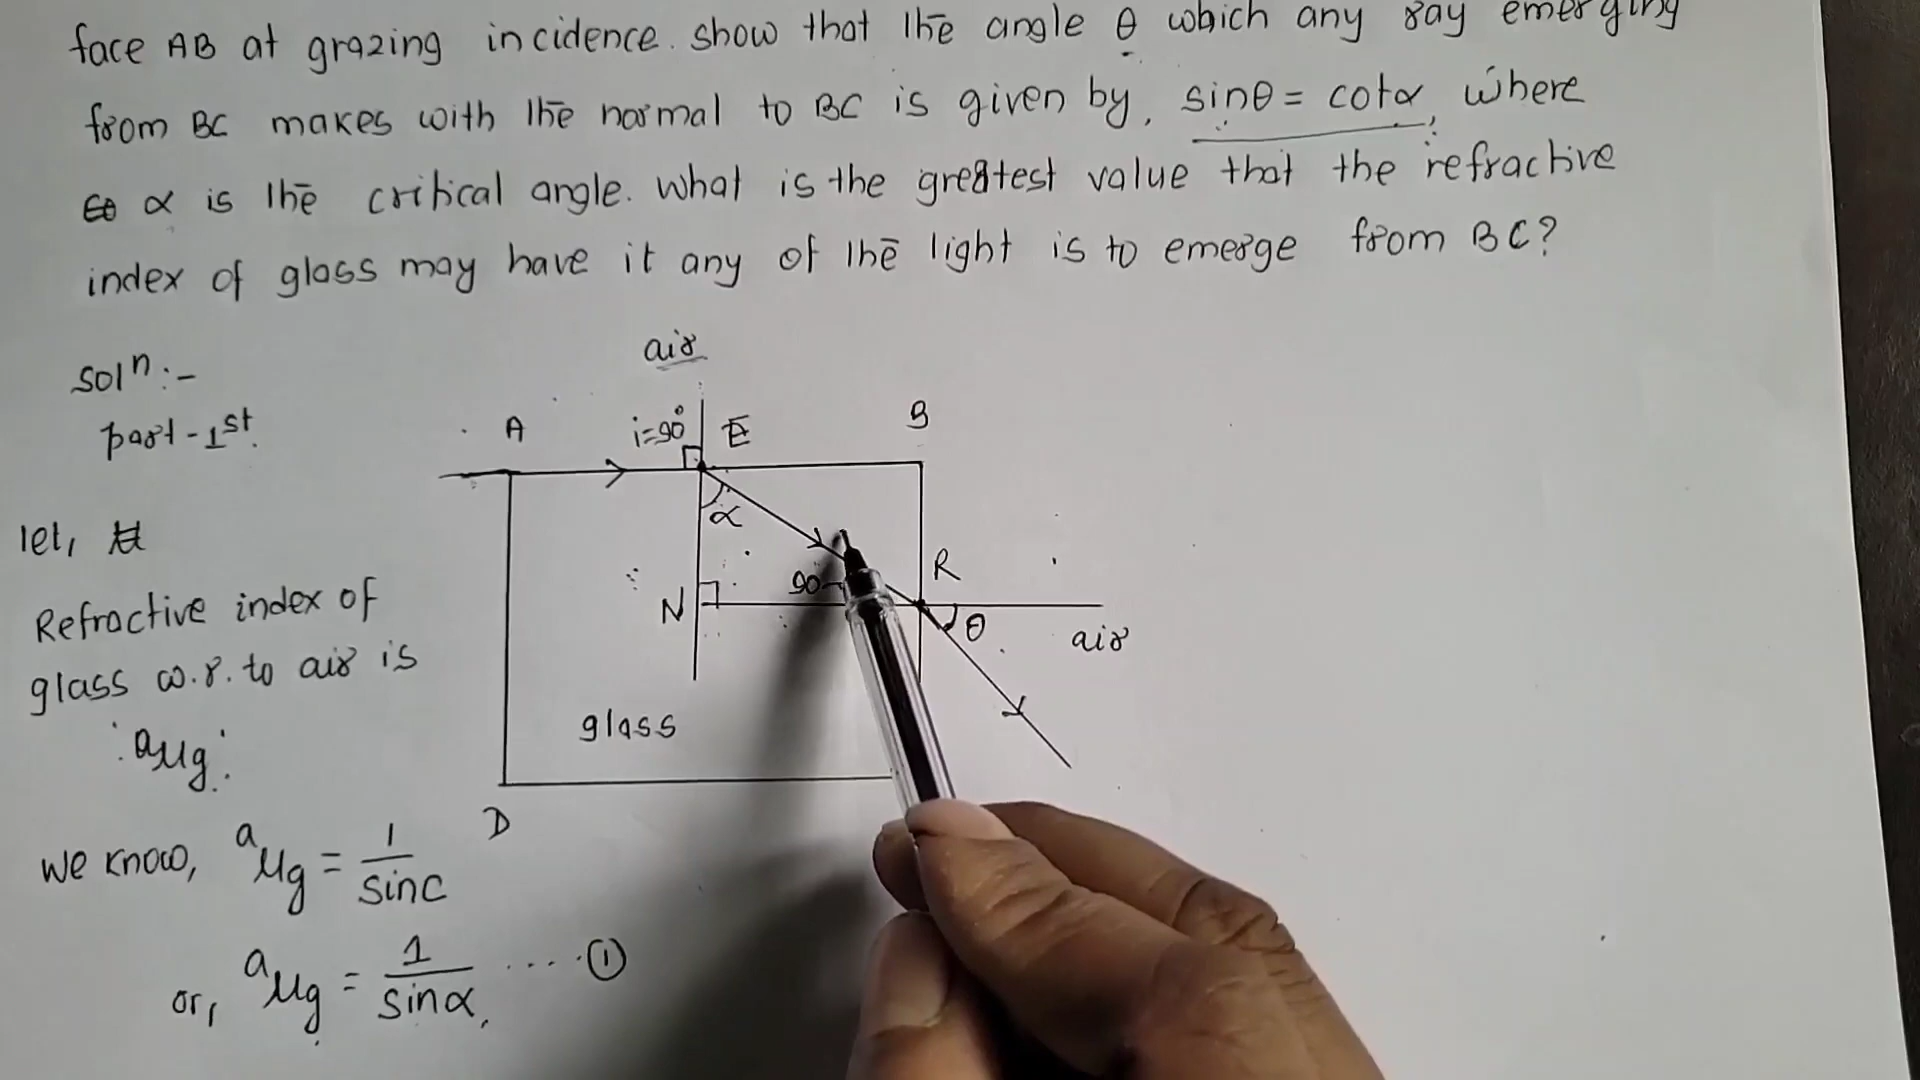 face AB at grazing incidence. show that the angle θ which any ray emerging
from BC makes with the normal to BC is given by, sinθ = cotα, where
α is the critical angle. What is the greatest value that the refractive
index of glass may have it any of the light is to emerge from BC?
air
Solⁿ:-
part-1st.
A
i=90°
E
B
α
let,
90-
R
N
θ
air
Refractive index of
glass w.r. to air is
'aμg'.
glass
D
We know, ᵃμg = 1/sinc
or, ᵃμg = 1/sinα, ....①